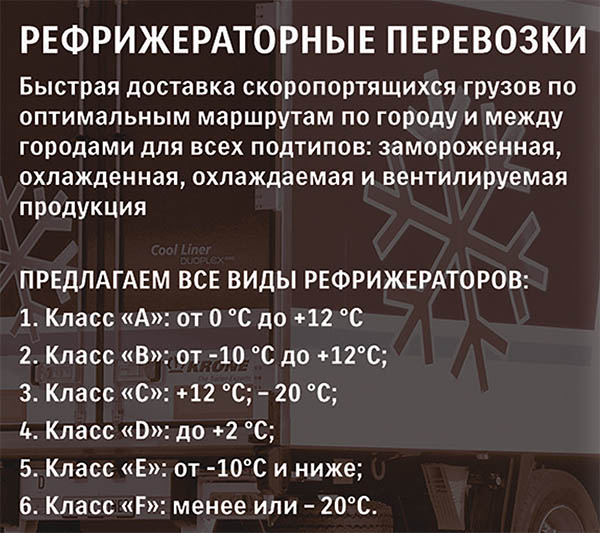 РЕФРИЖЕРАТОРНЫЕ ПЕРЕВОЗКИ
Быстрая доставка скоропортящихся грузов по
оптимальным маршрутам по городу и между
городами для всех подтипов: замороженная,
охлажденная, охлаждаемая и вентилируемая
продукция
Cool Liner
DUOPLEX
ПРЕДЛАГАЕМ ВСЕ ВИДЫ РЕФРИЖЕРАТОРОВ:
1. Класс «A»: от 0 °C до +12 °C
2. Класс «B»: от -10 °C до +12°C;
KRONE
3. Класс «C»: +12 °C; – 20 °C;
4. Класс «D»: до +2 °C;
5. Класс «E»: от -10°C и ниже;
6. Класс «F»: менее или – 20°C.